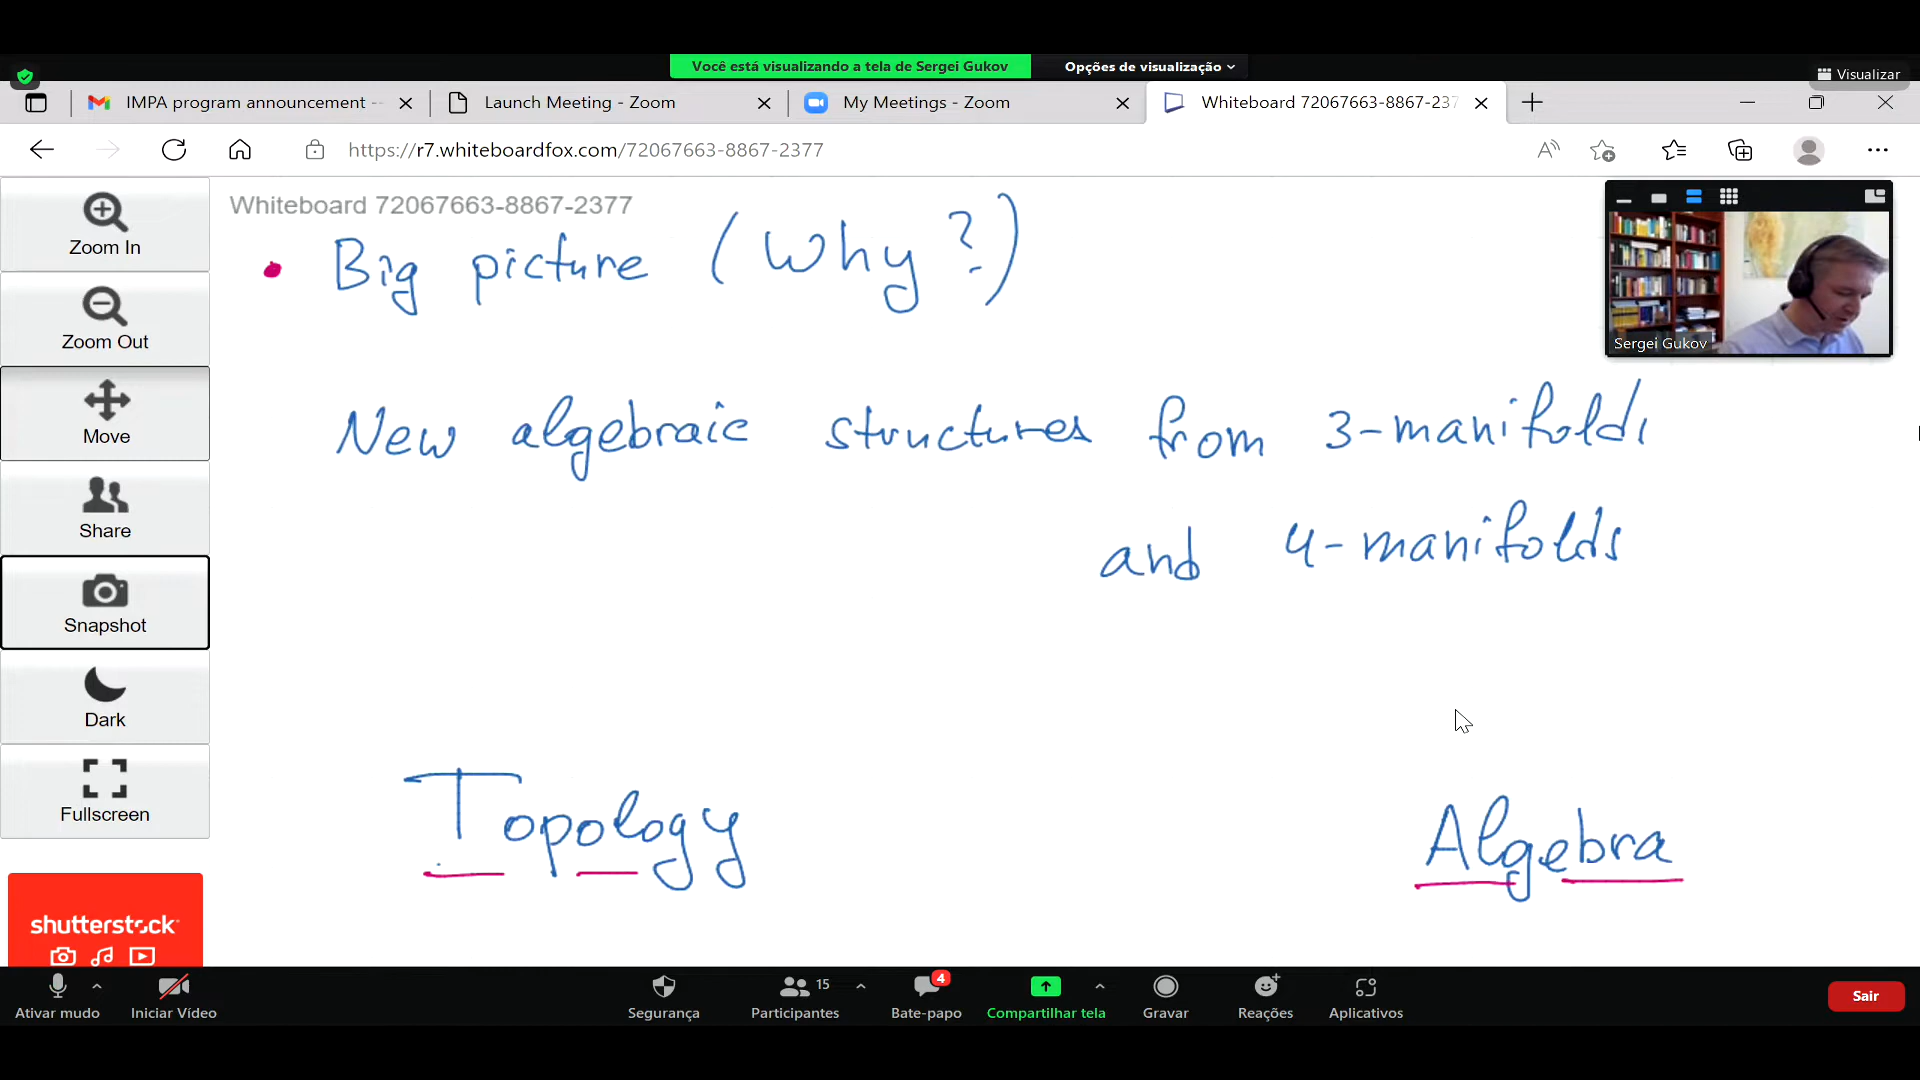 Você está visualizando a tela de Sergei Gukov
Opções de visualização
Visualizar
IMPA program announcement -
Launch Meeting - Zoom
My Meetings - Zoom
Whiteboard 72067663-8867-237
https://r7.whiteboardfox.com/72067663-8867-2377
Whiteboard 72067663-8867-2377
Zoom In
Zoom Out
Move
Share
Snapshot
Dark
Fullscreen
• Big picture (Why?)
New algebraic structures from 3-manifolds
and 4-manifolds
Topology
Algebra
Sergei Gukov
shutterstock
Ativar mudo
Iniciar Vídeo
Segurança
15
Participantes
4
Bate-papo
Compartilhar tela
Gravar
Reações
Aplicativos
Sair